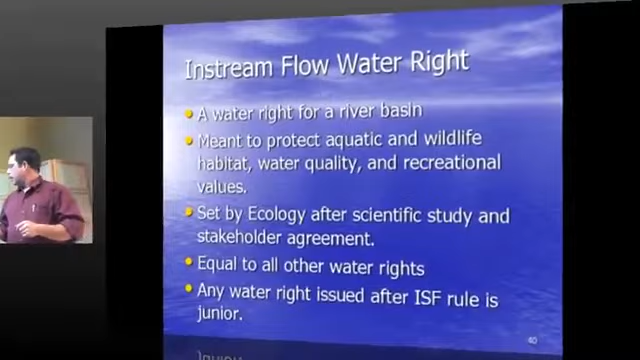 Instream Flow Water Right
A water right for a river basin
Meant to protect aquatic and wildlife
habitat, water quality, and recreational
values.
Set by Ecology after scientific study and
stakeholder agreement.
Equal to all other water rights
Any water right issued after ISF rule is
junior.
40
junior